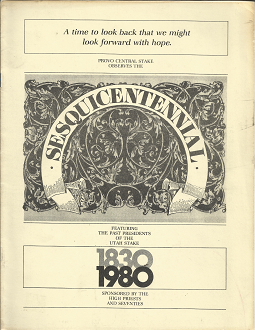 A time to look back that we might
look forward with hope.
PROVO CENTRAL STAKE
OBSERVES THE
• SESQUICENTENNIAL •
FEATURING
THE PAST PRESIDENTS
OF THE
UTAH STAKE
1830
1980
SPONSORED BY THE
HIGH PRIESTS
AND SEVENTIES